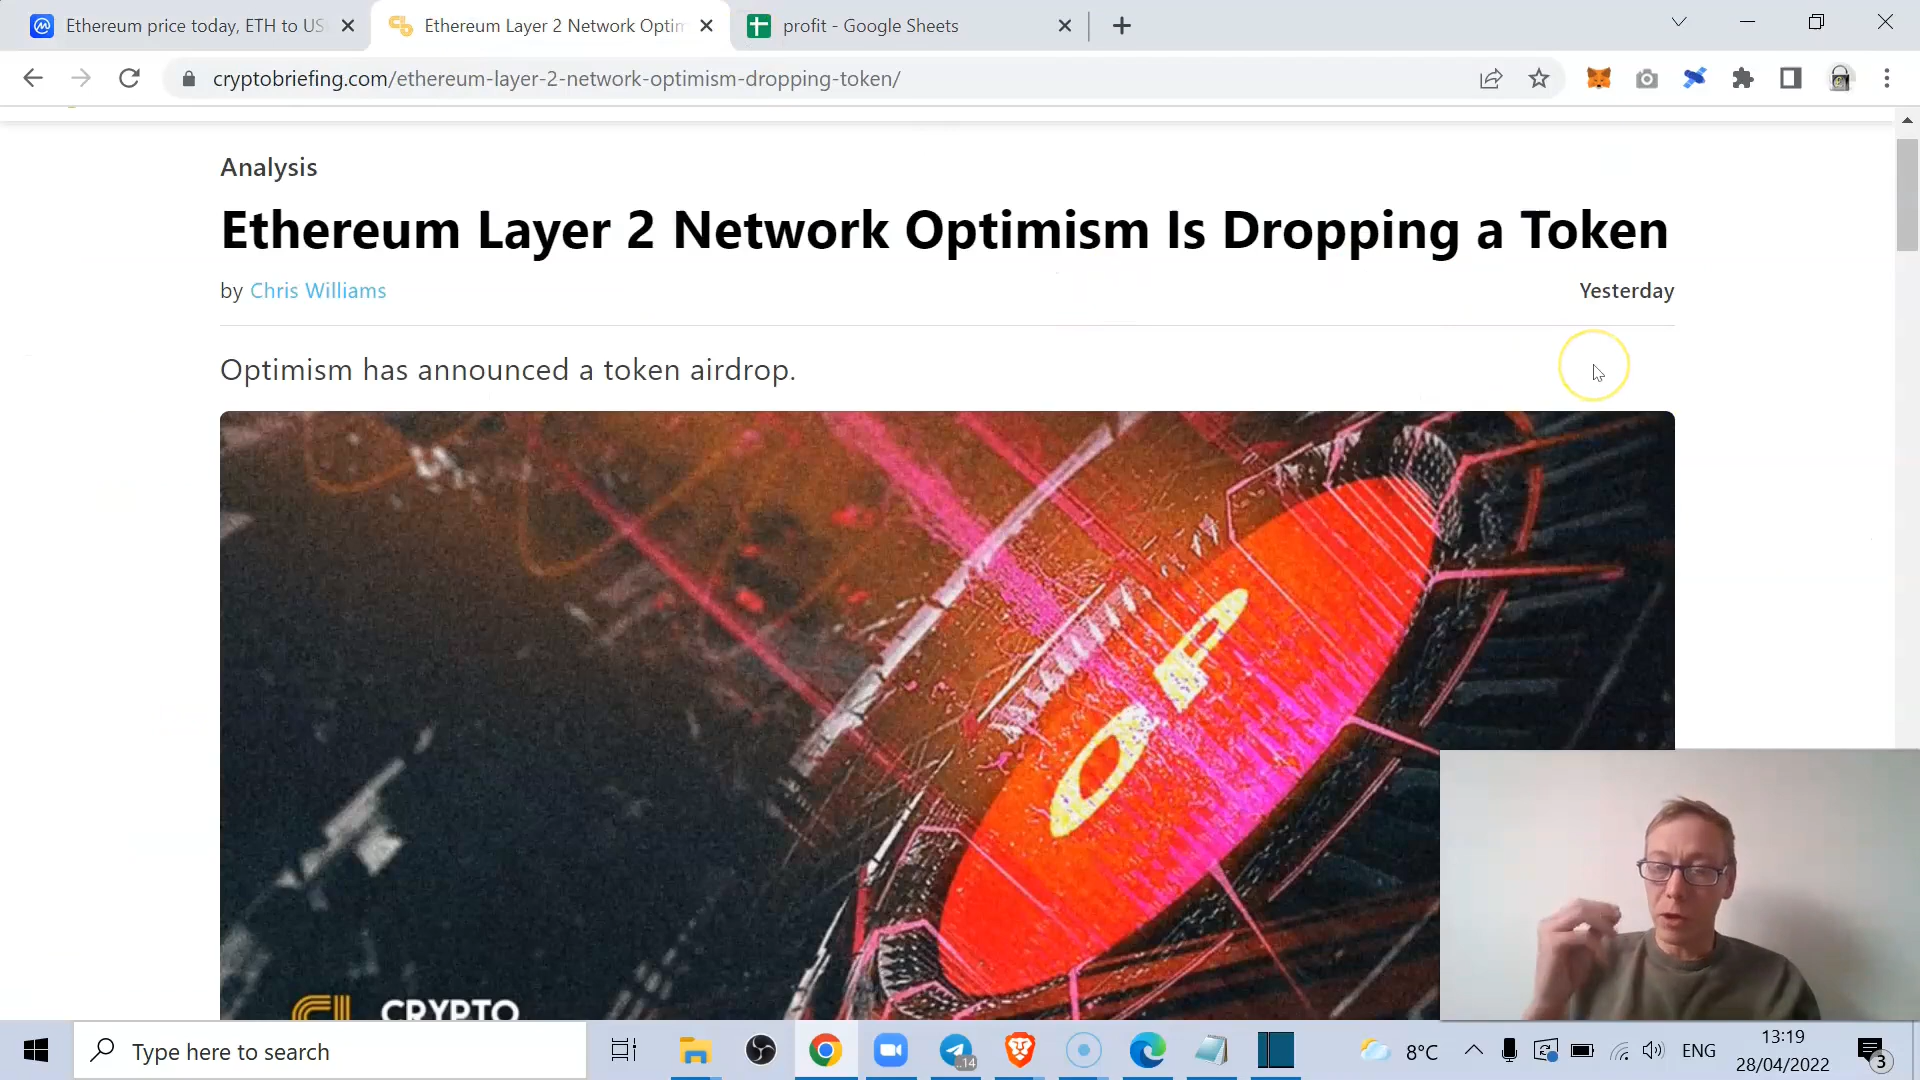 Ethereum price today, ETH to US
Ethereum Layer 2 Network Optim
profit - Google Sheets
cryptobriefing.com/ethereum-layer-2-network-optimism-dropping-token/
Analysis
Ethereum Layer 2 Network Optimism Is Dropping a Token
by Chris Williams
Yesterday
Optimism has announced a token airdrop.
OP
CRYPTO
Type here to search
..14
8°C
ENG
13:19
28/04/2022
3